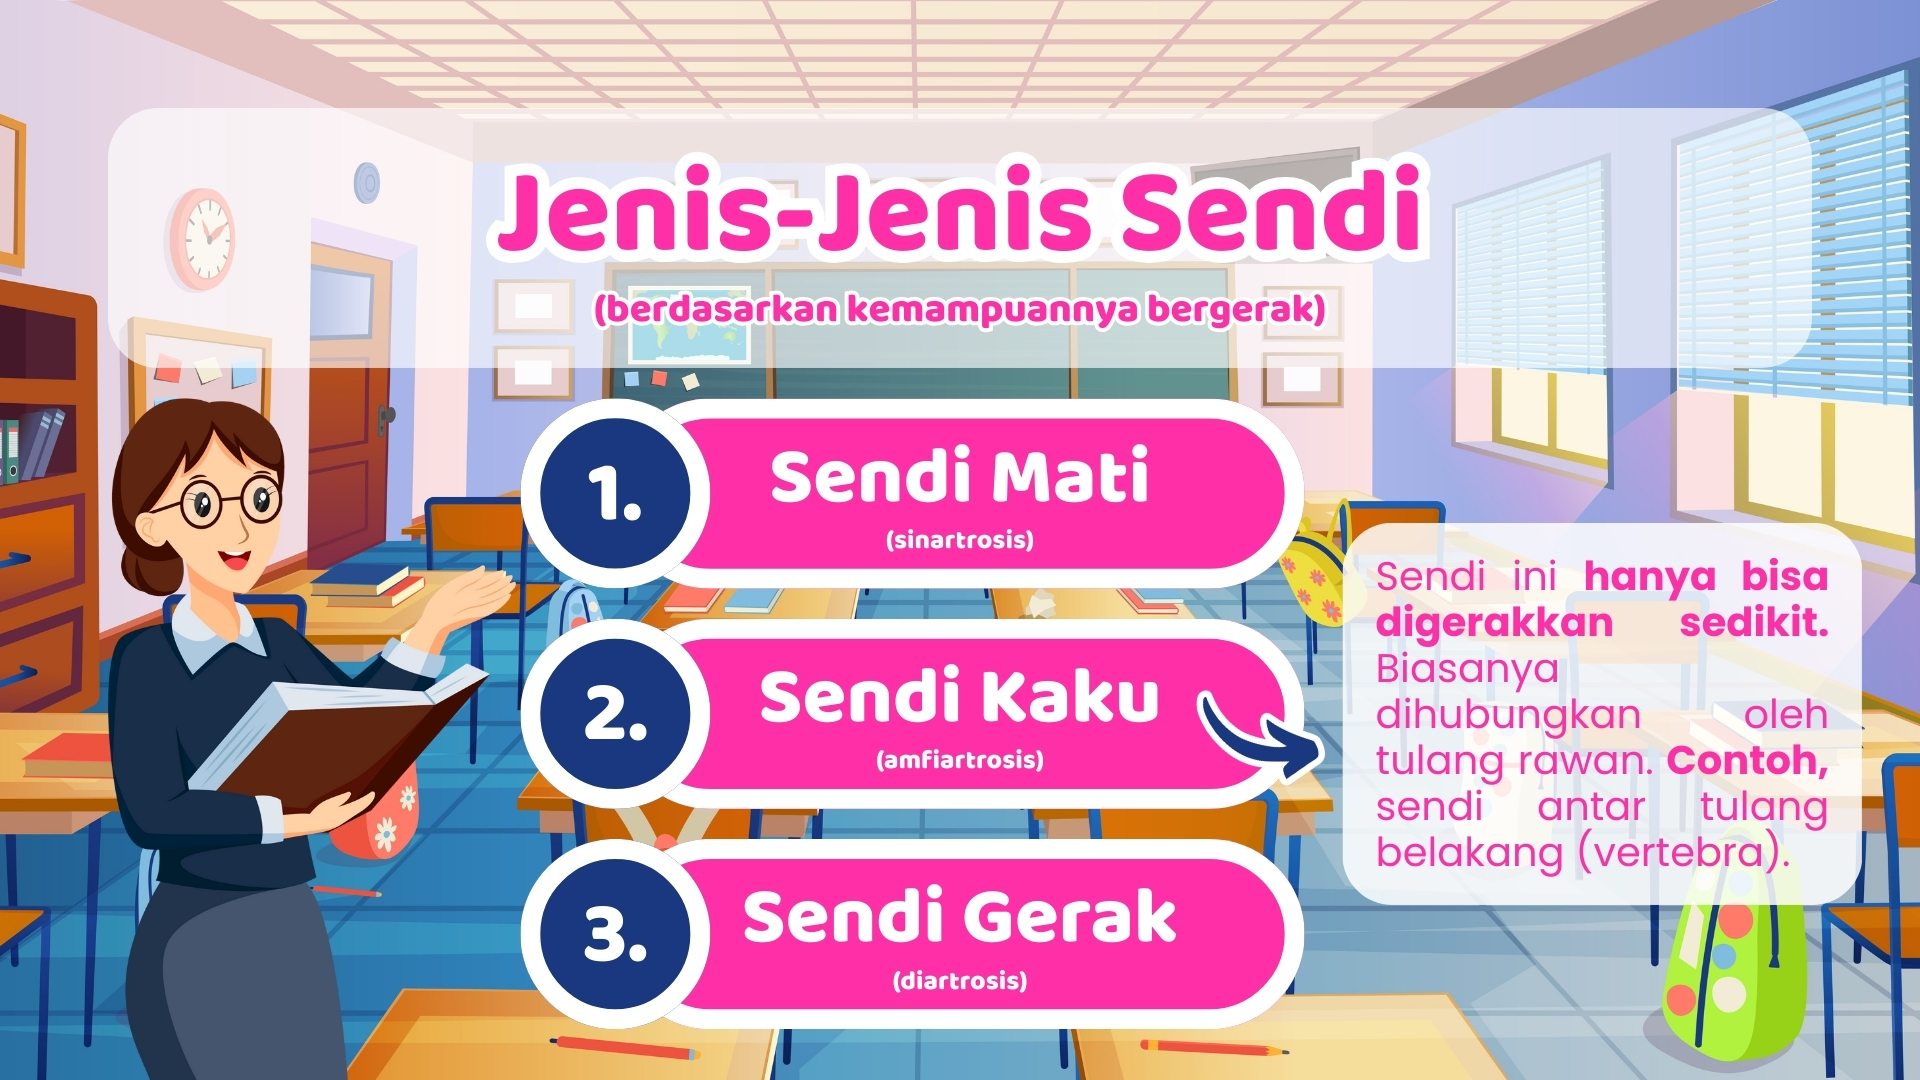 Jenis-Jenis Sendi
(berdasarkan kemampuannya bergerak)
1.
Sendi Mati
(sinartrosis)
2.
Sendi Kaku
(amfiartrosis)
Sendi ini hanya bisa
digerakkan sedikit.
Biasanya
dihubungkan oleh
tulang rawan. Contoh,
sendi antar tulang
belakang (vertebra).
3.
Sendi Gerak
(diartrosis)